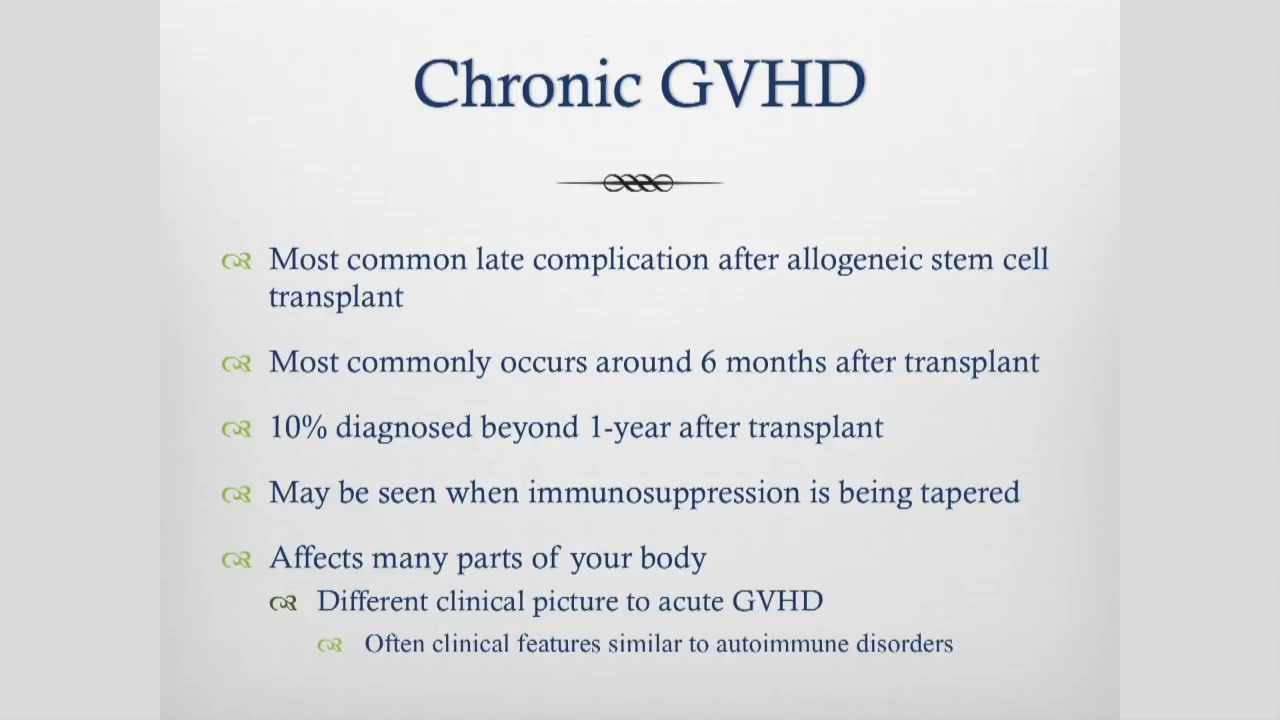 Chronic GVHD
Most common late complication after allogeneic stem cell
transplant
Most commonly occurs around 6 months after transplant
10% diagnosed beyond 1-year after transplant
May be seen when immunosuppression is being tapered
Affects many parts of your body
Different clinical picture to acute GVHD
Often clinical features similar to autoimmune disorders